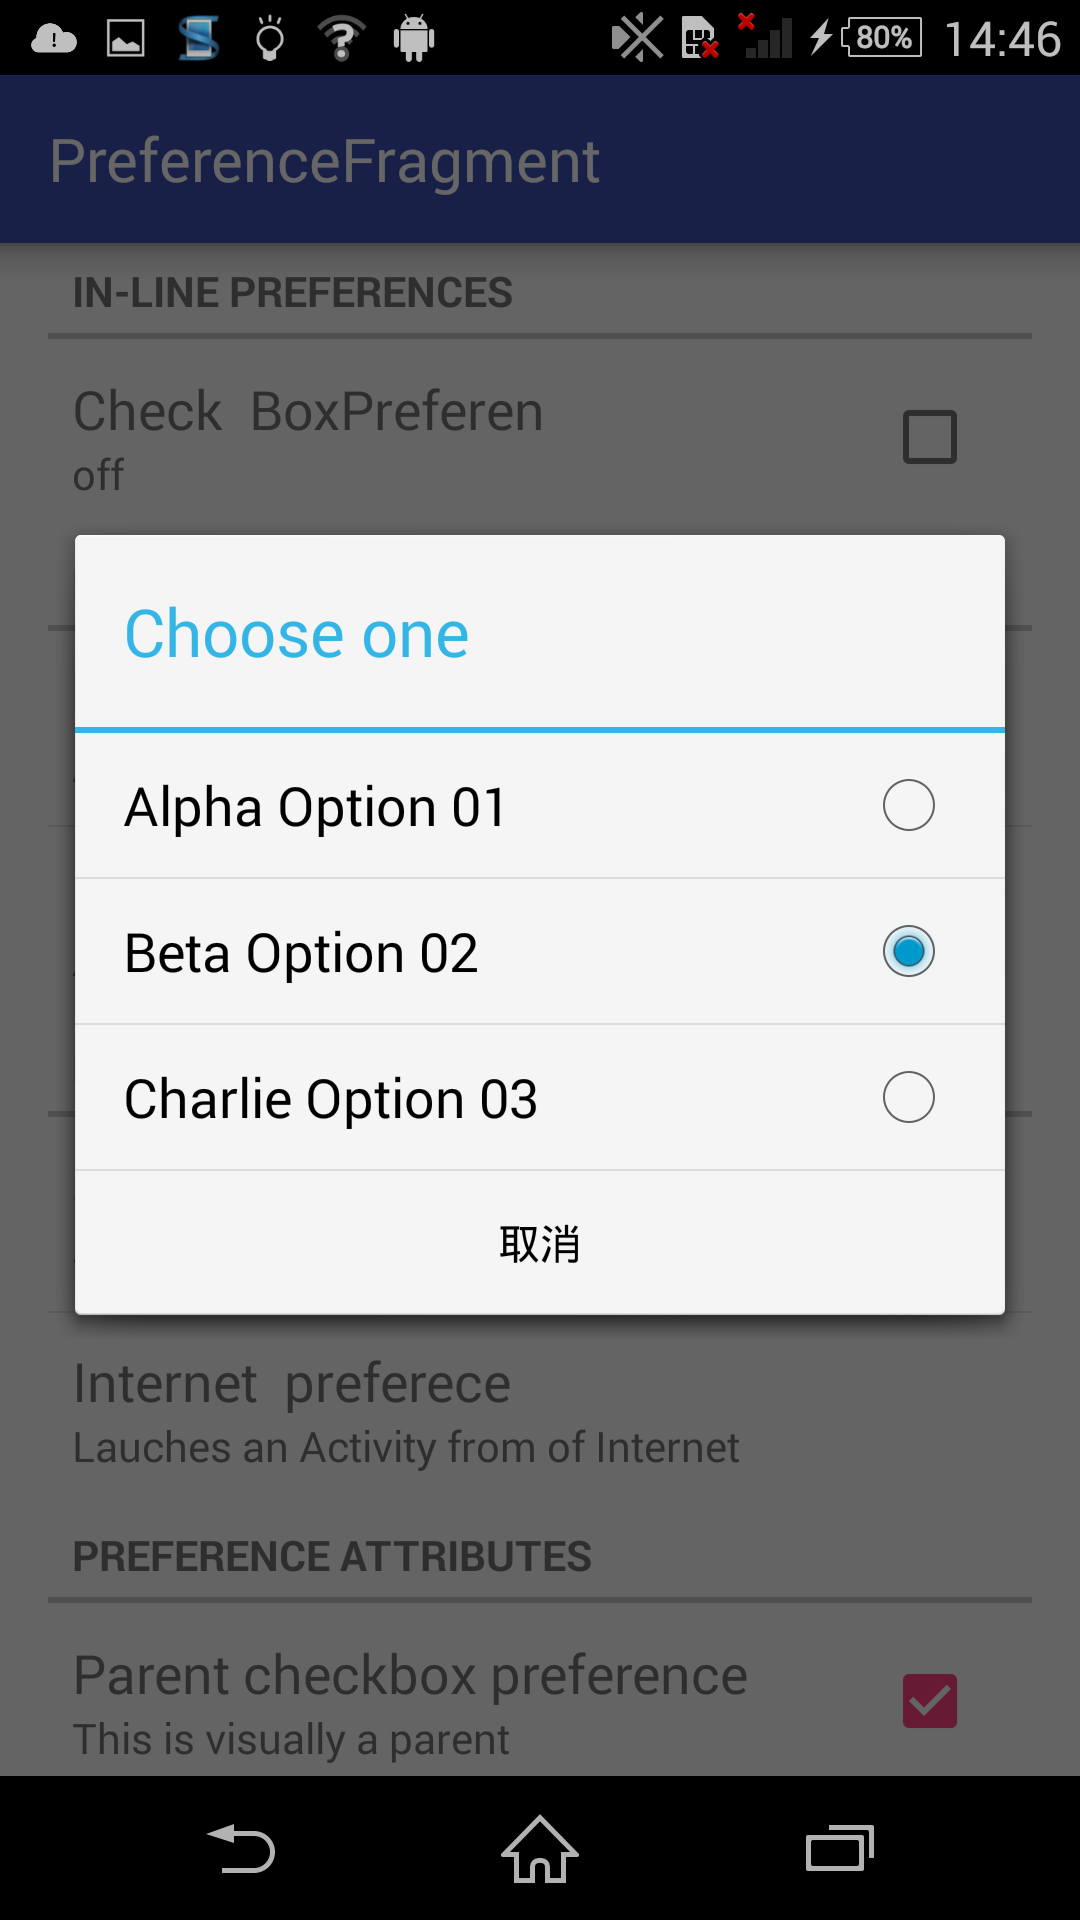 80% 14:46
PreferenceFragment
IN-LINE PREFERENCES
Check  BoxPreferen
off
Choose one
Alpha Option 01
Beta Option 02
Charlie Option 03
取消
Internet  preferece
Lauches an Activity from of Internet
PREFERENCE ATTRIBUTES
Parent checkbox preference
This is visually a parent